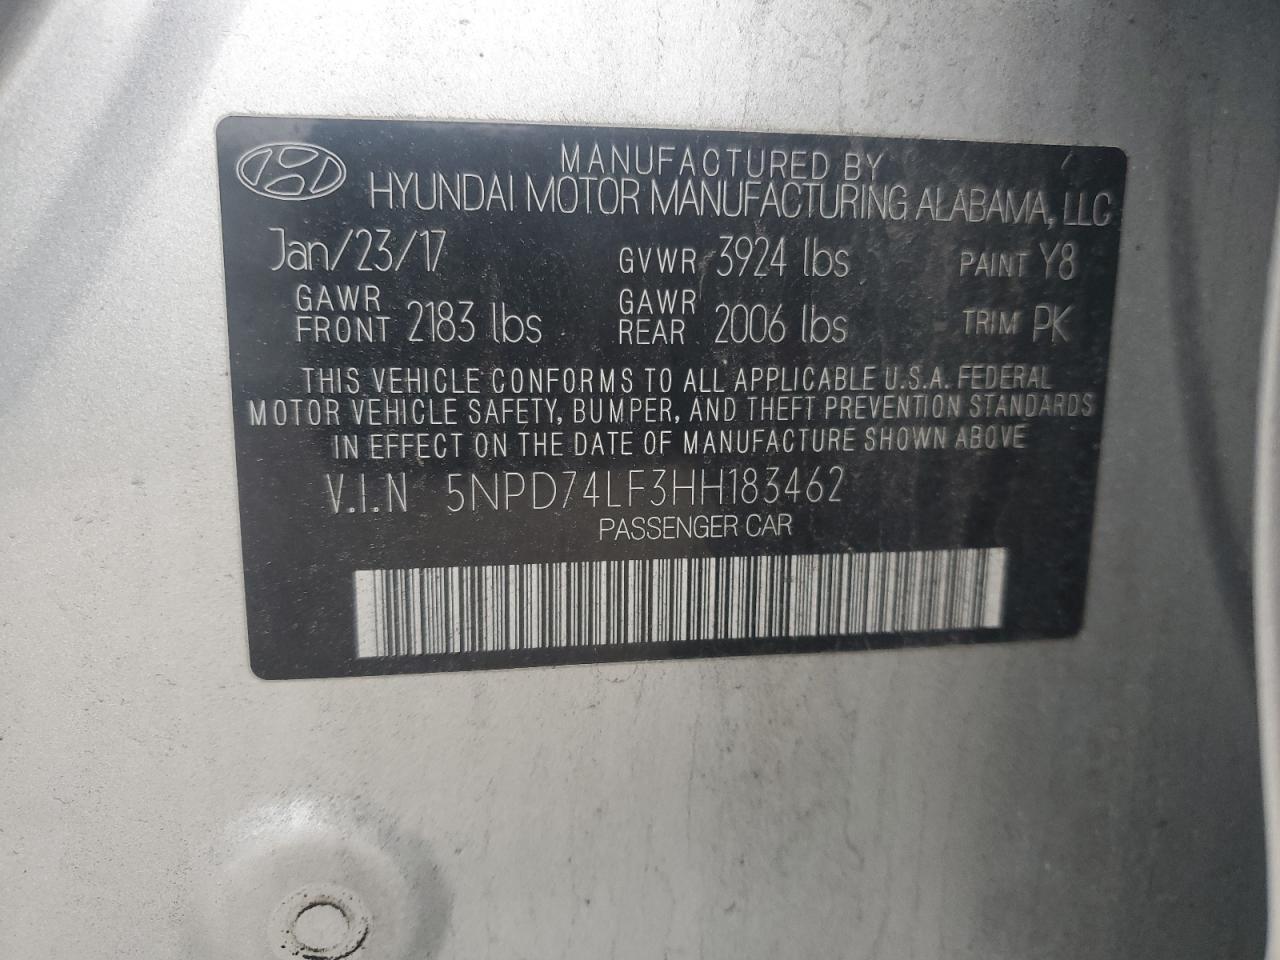 MANUFACTURED BY
HYUNDAI MOTOR MANUFACTURING ALABAMA, LLC
Jan/23/17 GVWR 3924 lbs PAINT Y8
GAWR FRONT 2183 lbs GAWR REAR 2006 lbs TRIM PK
THIS VEHICLE CONFORMS TO ALL APPLICABLE U.S.A. FEDERAL
MOTOR VEHICLE SAFETY, BUMPER, AND THEFT PREVENTION STANDARDS
IN EFFECT ON THE DATE OF MANUFACTURE SHOWN ABOVE
V.I.N 5NPD74LF3HH183462
PASSENGER CAR